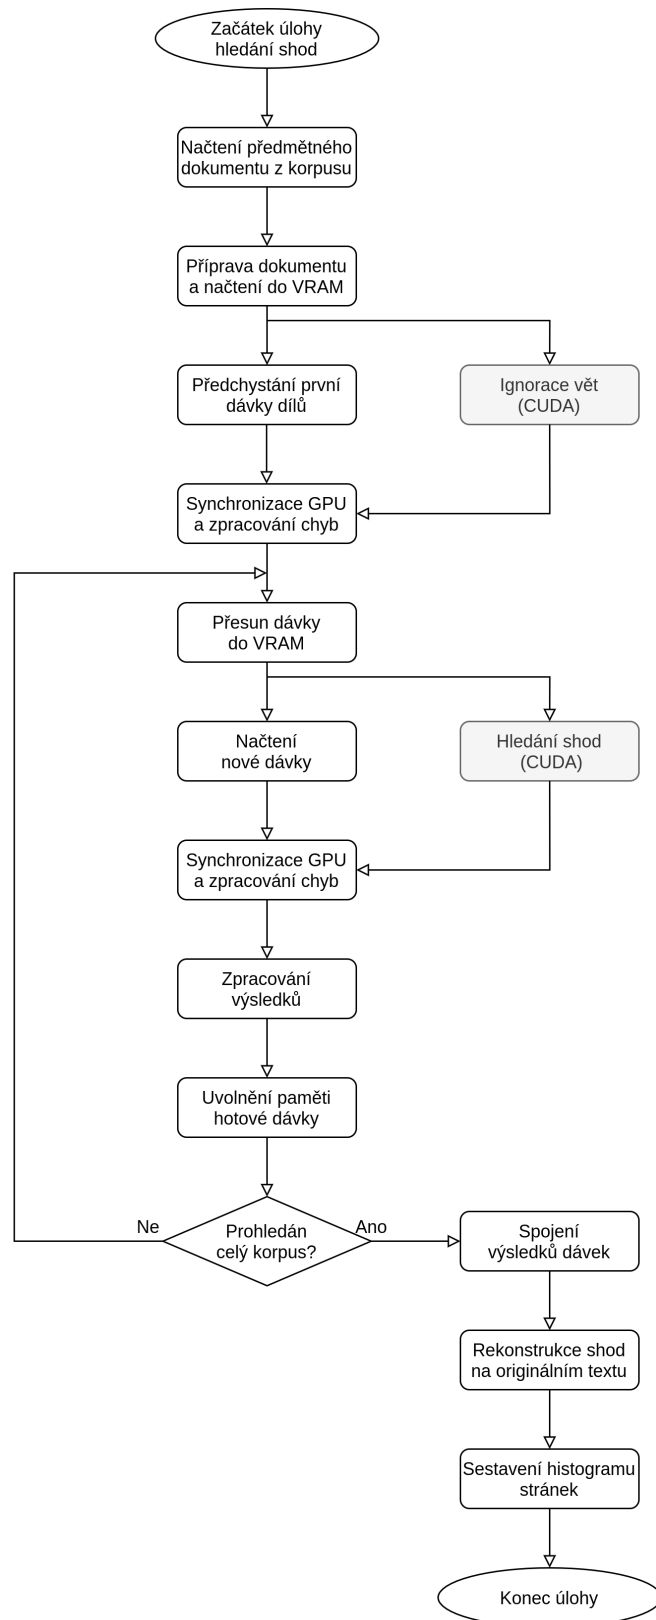 Začátek úlohy
hledání shod
Načtení předmětného
dokumentu z korpusu
Příprava dokumentu
a načtení do VRAM
Předchystání první
dávky dílů
Ignorace vět
(CUDA)
Synchronizace GPU
a zpracování chyb
Přesun dávky
do VRAM
Načtení
nové dávky
Hledání shod
(CUDA)
Synchronizace GPU
a zpracování chyb
Zpracování
výsledků
Uvolnění paměti
hotové dávky
Ne
Prohledán
celý korpus?
Ano
Spojení
výsledků dávek
Rekonstrukce shod
na originálním textu
Sestavení histogramu
stránek
Konec úlohy